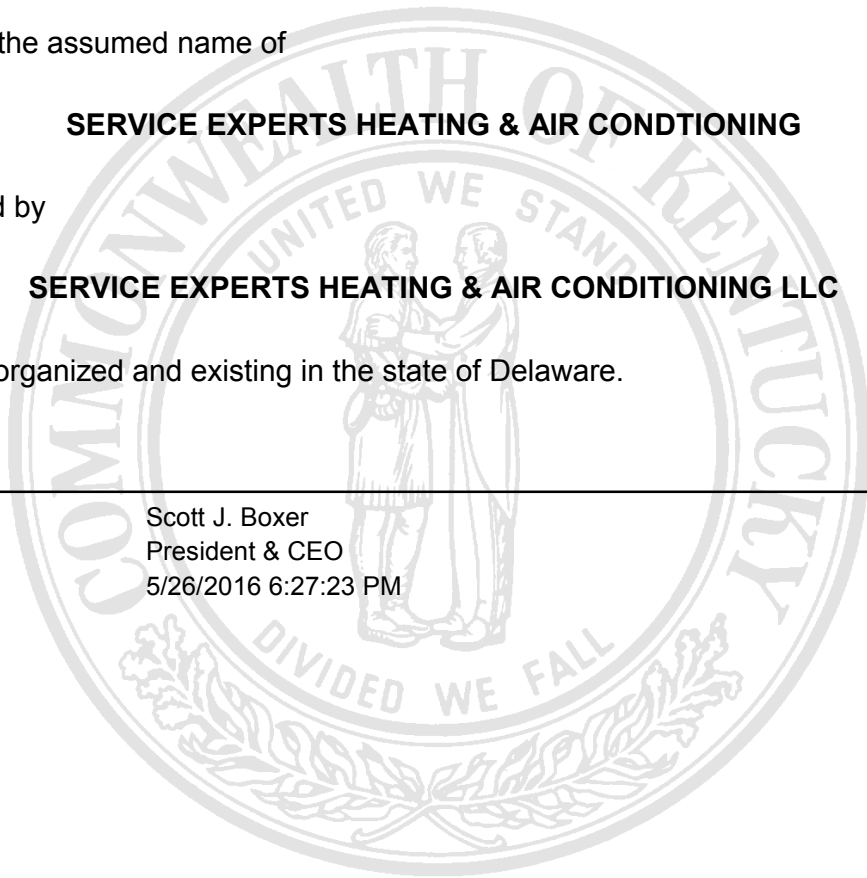 the assumed name of
SERVICE EXPERTS HEATING & AIR CONDTIONING
d by
SERVICE EXPERTS HEATING & AIR CONDITIONING LLC
organized and existing in the state of Delaware.
Scott J. Boxer
President & CEO
5/26/2016 6:27:23 PM
COMMONWEALTH OF KENTUCKY
UNITED WE STAND
DIVIDED WE FALL